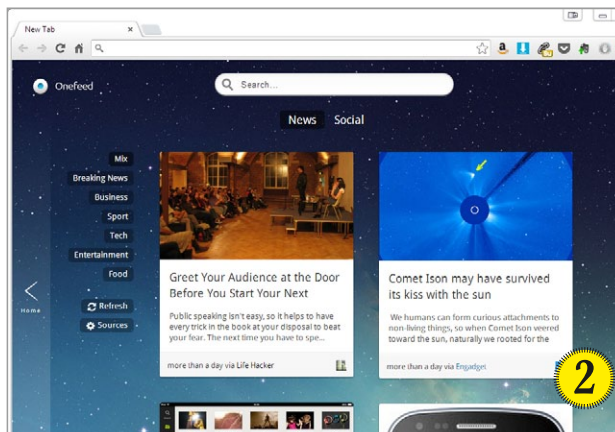 New Tab
Onefeed
Search...
News Social
Mix
Breaking News
Business
Sport
Tech
Entertainment
Food
Refresh
Sources
Home
Greet Your Audience at the Door
Before You Start Your Next
Public speaking isn't easy, so it helps to have
every trick in the book at your disposal to beat
your fear. The next time you have to spe...
more than a day via Life Hacker
Comet Ison may have survived
its kiss with the sun
We humans can form curious attachments to
non-living things, so when Comet Ison veered
toward the sun, naturally we rooted for the
more than a day via Engadget
2